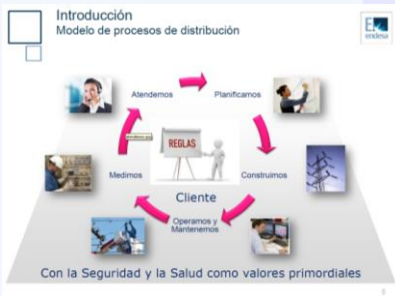 Introducción
Modelo de procesos de distribución
endesa
Atendemos
Planificamos
REGLAS
Medimos
Construimos
Cliente
Operamos y
Mantenemos
Con la Seguridad y la Salud como valores primordiales